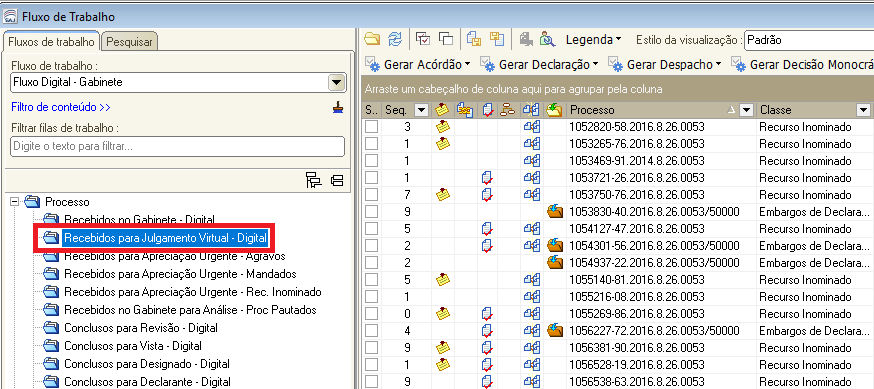 Fluxo de Trabalho
Fluxos de trabalho Pesquisar
Fluxo de trabalho :
Fluxo Digital - Gabinete
Filtro de conteúdo >>
Filtrar filas de trabalho :
Digite o texto para filtrar...
Processo
Recebidos no Gabinete - Digital
Recebidos para Julgamento Virtual - Digital
Recebidos para Apreciação Urgente - Agravos
Recebidos para Apreciação Urgente - Mandados
Recebidos para Apreciação Urgente - Rec. Inominado
Recebidos no Gabinete para Análise - Proc Pautados
Conclusos para Revisão - Digital
Conclusos para Vista - Digital
Conclusos para Designado - Digital
Conclusos para Declarante - Digital
Legenda Estilo da visualização : Padrão
Gerar Acórdão Gerar Declaração Gerar Despacho Gerar Decisão Monocrá
Arraste um cabeçalho de coluna aqui para agrupar pela coluna
S.. Seq. Processo Classe
3 1052820-58.2016.8.26.0053 Recurso Inominado
1 1053265-76.2016.8.26.0053 Recurso Inominado
1 1053469-91.2014.8.26.0053 Recurso Inominado
1 1053721-26.2016.8.26.0053 Recurso Inominado
7 1053750-76.2016.8.26.0053 Recurso Inominado
9 1053830-40.2016.8.26.0053/50000 Embargos de Declara...
5 1054127-47.2016.8.26.0053 Recurso Inominado
2 1054301-56.2016.8.26.0053/50000 Embargos de Declara...
2 1054937-22.2016.8.26.0053/50000 Embargos de Declara...
5 1055140-81.2016.8.26.0053 Recurso Inominado
1 1055216-08.2016.8.26.0053 Recurso Inominado
0 1055269-86.2016.8.26.0053 Recurso Inominado
4 1056227-72.2016.8.26.0053/50000 Embargos de Declara...
9 1056381-90.2016.8.26.0053 Recurso Inominado
1 1056528-19.2016.8.26.0053 Recurso Inominado
9 1056538-63.2016.8.26.0053 Recurso Inominado